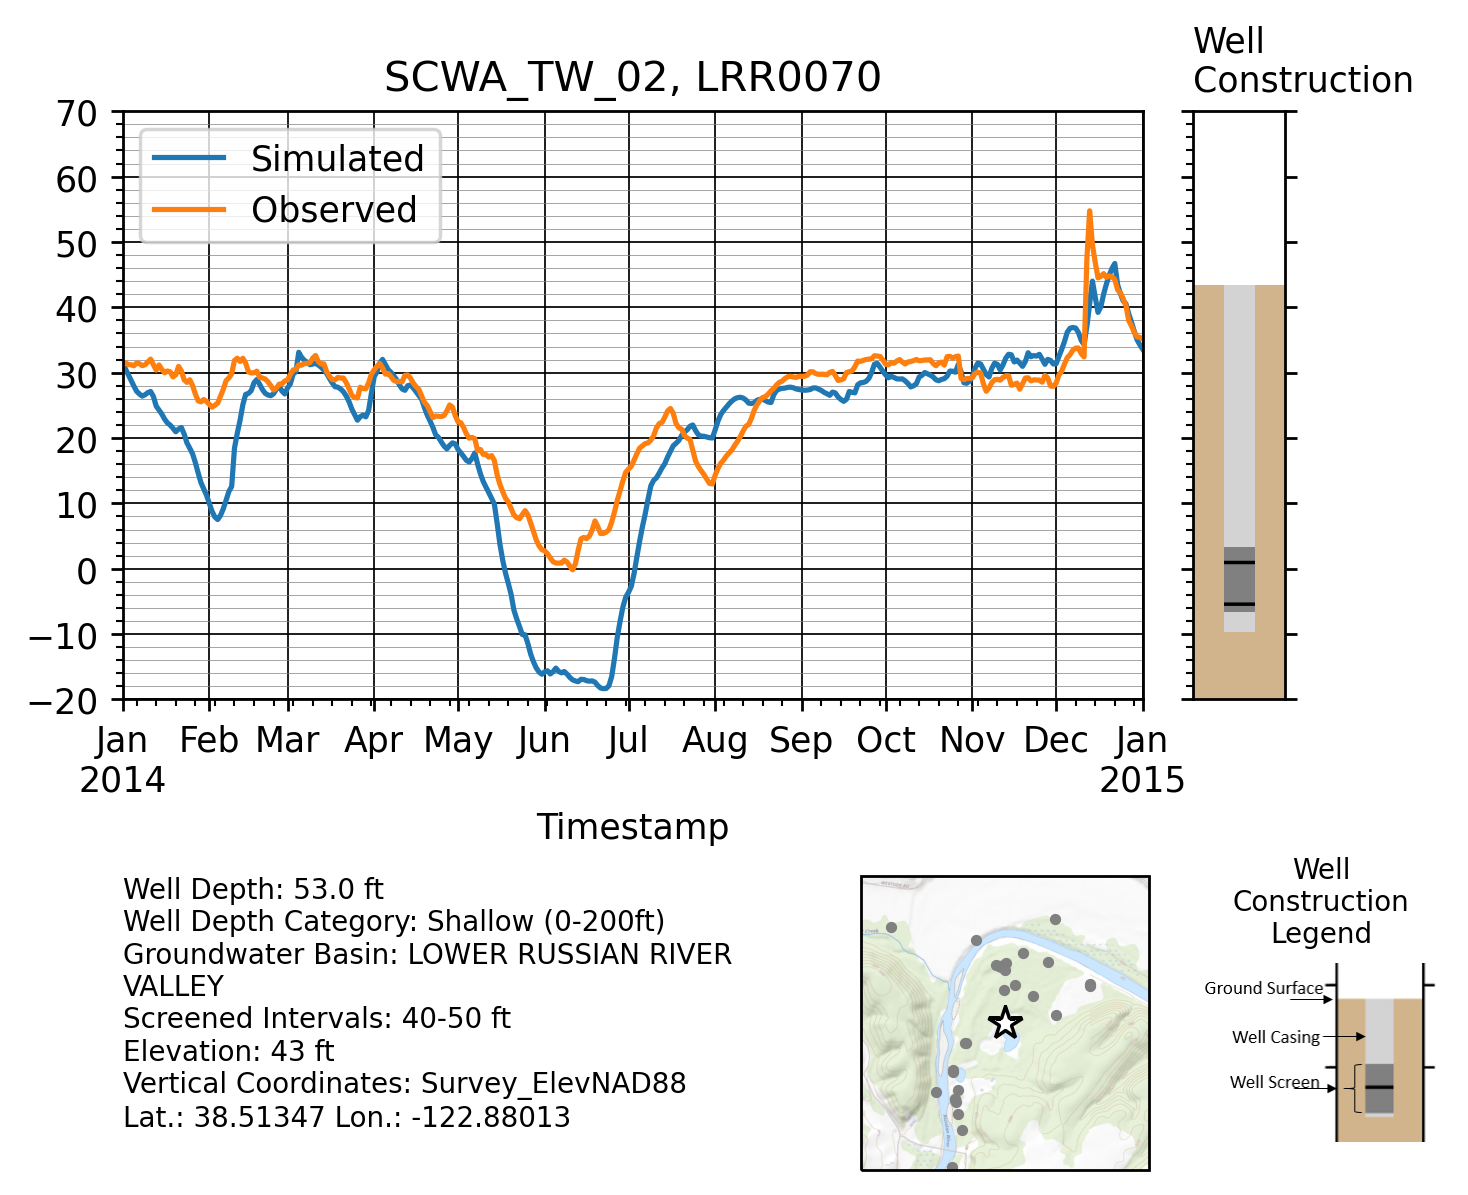 Well
Construction
SCWA_TW_02, LRR0070
70
60
50
40
30
20
10
0
−10
−20
Simulated
Observed
Jan Feb Mar Apr May Jun Jul Aug Sep Oct Nov Dec Jan
2014 2015
Timestamp
Well Depth: 53.0 ft
Well Depth Category: Shallow (0-200ft)
Groundwater Basin: LOWER RUSSIAN RIVER
VALLEY
Screened Intervals: 40-50 ft
Elevation: 43 ft
Vertical Coordinates: Survey_ElevNAD88
Lat.: 38.51347 Lon.: -122.88013
Well
Construction
Legend
Ground Surface
Well Casing
Well Screen